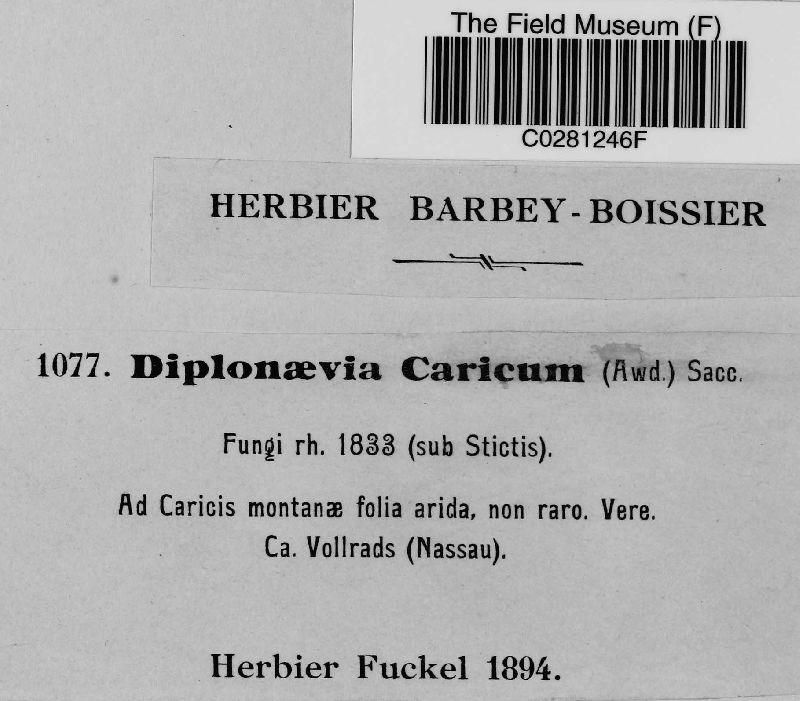 The Field Museum (F)
C0281246F
HERBIER BARBEY-BOISSIER
1077. Diplonævia Caricum (Awd.) Sacc.
Fungi rh. 1833 (sub Stictis).
Ad Caricis montanæ folia arida, non raro. Vere.
Ca. Vollrads (Nassau).
Herbier Fuckel 1894.